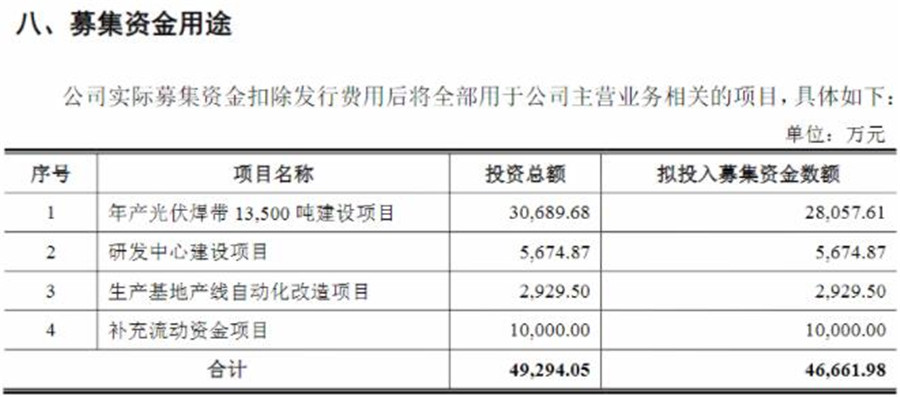 八、募集资金用途
公司实际募集资金扣除发行费用后将全部用于公司主营业务相关的项目，具体如下：
单位：万元
序号 项目名称 投资总额 拟投入募集资金数额
1 年产光伏焊带 13,500 吨建设项目 30,689.68 28,057.61
2 研发中心建设项目 5,674.87 5,674.87
3 生产基地产线自动化改造项目 2,929.50 2,929.50
4 补充流动资金项目 10,000.00 10,000.00
合计 49,294.05 46,661.98